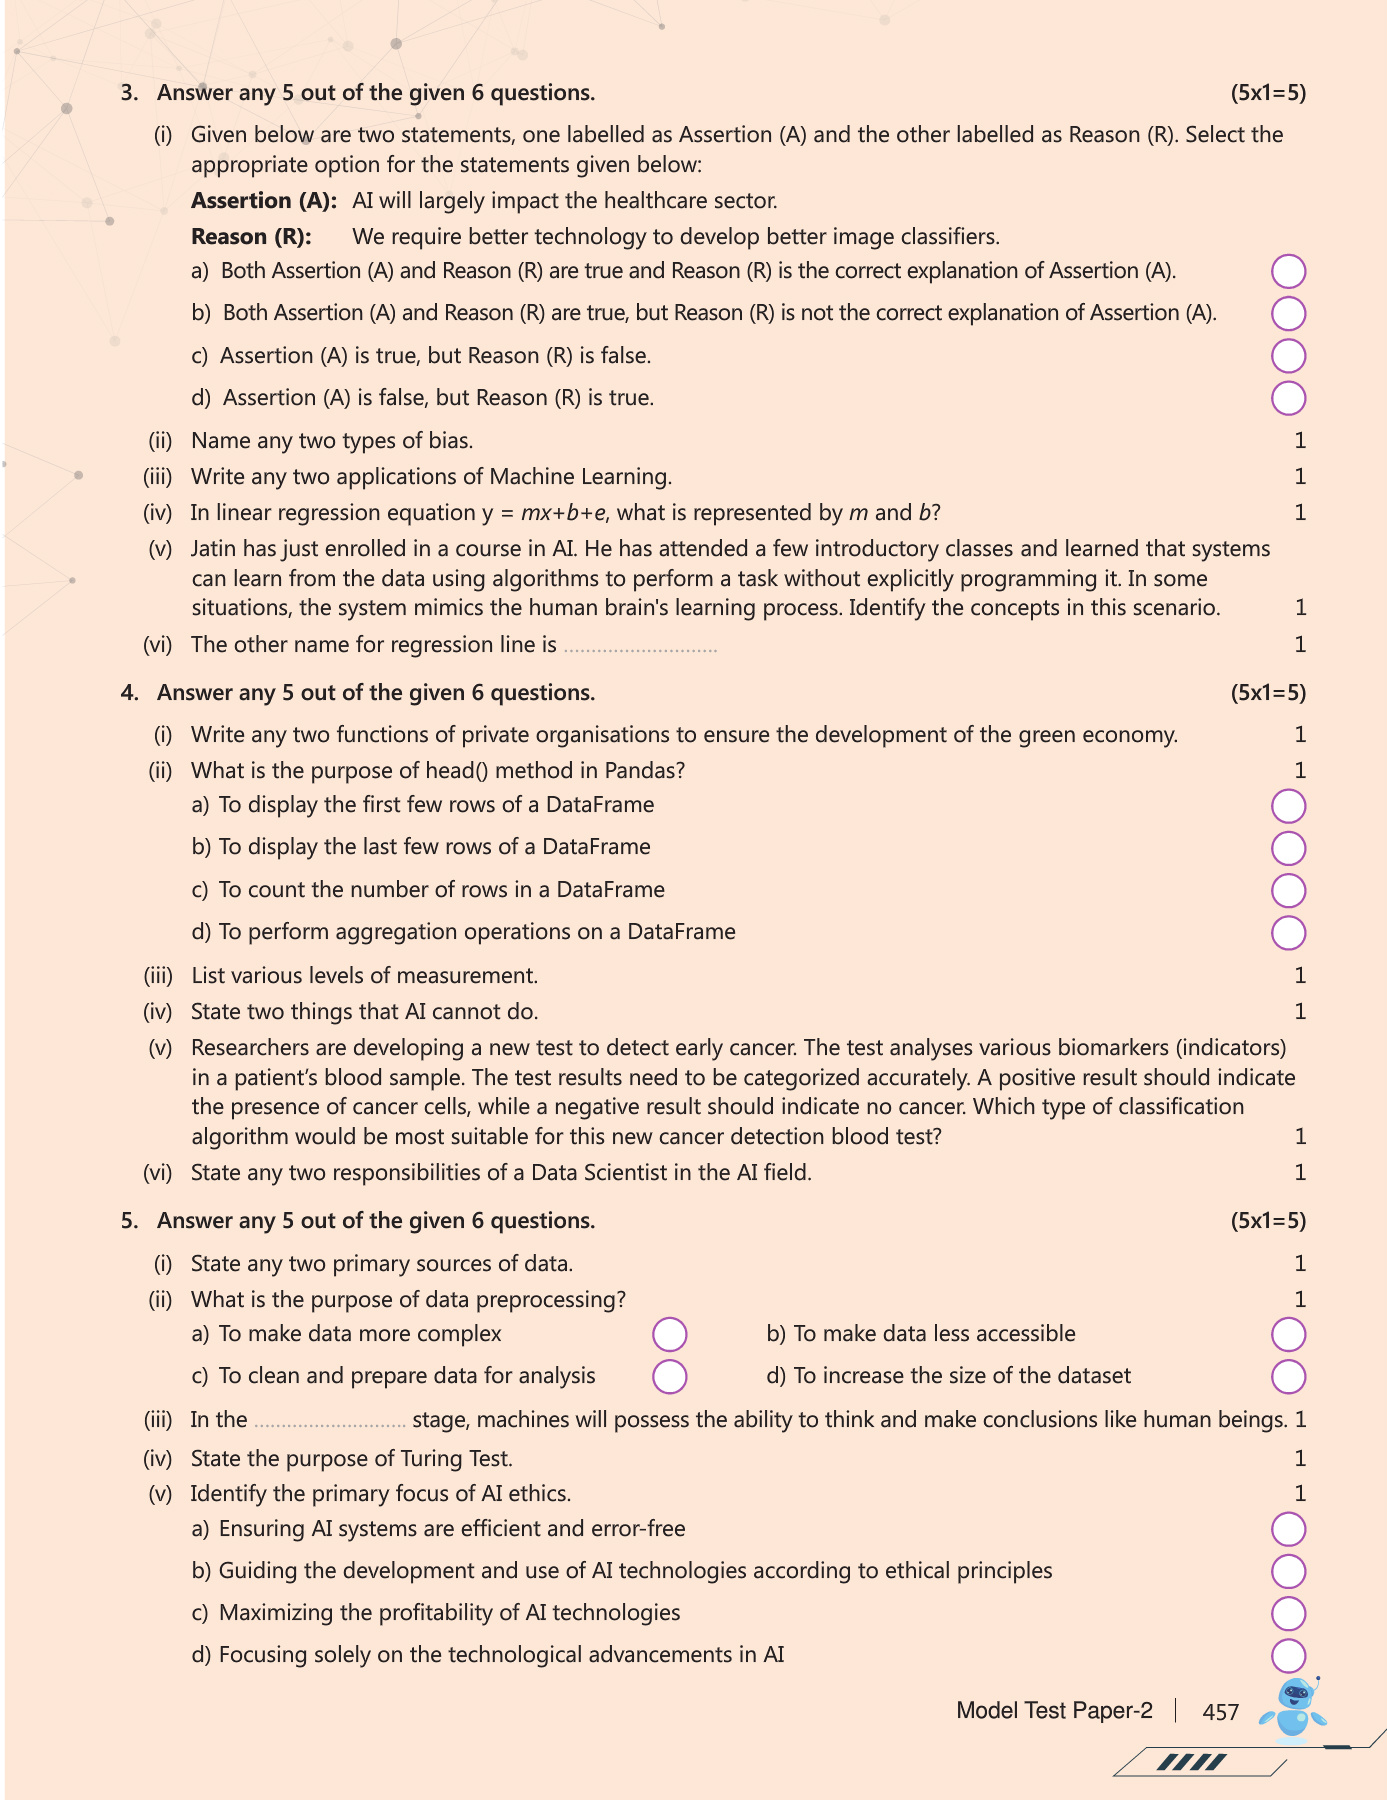 3. Answer any 5 out of the given 6 questions. (5x1=5)
(i) Given below are two statements, one labelled as Assertion (A) and the other labelled as Reason (R). Select the
appropriate option for the statements given below:
Assertion (A): AI will largely impact the healthcare sector.
Reason (R): We require better technology to develop better image classifiers.
a) Both Assertion (A) and Reason (R) are true and Reason (R) is the correct explanation of Assertion (A).
b) Both Assertion (A) and Reason (R) are true, but Reason (R) is not the correct explanation of Assertion (A).
c) Assertion (A) is true, but Reason (R) is false.
d) Assertion (A) is false, but Reason (R) is true.
(ii) Name any two types of bias. 1
(iii) Write any two applications of Machine Learning. 1
(iv) In linear regression equation y = mx+b+e, what is represented by m and b? 1
(v) Jatin has just enrolled in a course in AI. He has attended a few introductory classes and learned that systems
can learn from the data using algorithms to perform a task without explicitly programming it. In some
situations, the system mimics the human brain's learning process. Identify the concepts in this scenario. 1
(vi) The other name for regression line is ........................... 1
4. Answer any 5 out of the given 6 questions. (5x1=5)
(i) Write any two functions of private organisations to ensure the development of the green economy. 1
(ii) What is the purpose of head() method in Pandas? 1
a) To display the first few rows of a DataFrame
b) To display the last few rows of a DataFrame
c) To count the number of rows in a DataFrame
d) To perform aggregation operations on a DataFrame
(iii) List various levels of measurement. 1
(iv) State two things that AI cannot do. 1
(v) Researchers are developing a new test to detect early cancer. The test analyses various biomarkers (indicators)
in a patient’s blood sample. The test results need to be categorized accurately. A positive result should indicate
the presence of cancer cells, while a negative result should indicate no cancer. Which type of classification
algorithm would be most suitable for this new cancer detection blood test? 1
(vi) State any two responsibilities of a Data Scientist in the AI field. 1
5. Answer any 5 out of the given 6 questions. (5x1=5)
(i) State any two primary sources of data. 1
(ii) What is the purpose of data preprocessing? 1
a) To make data more complex b) To make data less accessible
c) To clean and prepare data for analysis d) To increase the size of the dataset
(iii) In the ........................... stage, machines will possess the ability to think and make conclusions like human beings. 1
(iv) State the purpose of Turing Test. 1
(v) Identify the primary focus of AI ethics. 1
a) Ensuring AI systems are efficient and error-free
b) Guiding the development and use of AI technologies according to ethical principles
c) Maximizing the profitability of AI technologies
d) Focusing solely on the technological advancements in AI
Model Test Paper-2 | 457